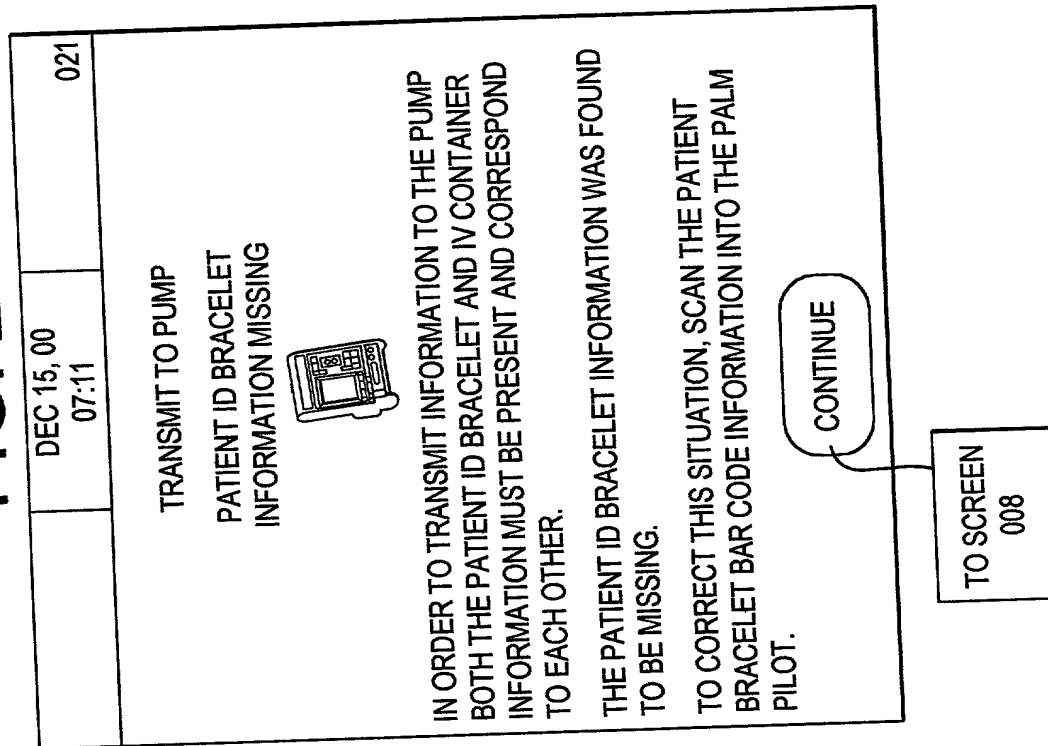 DEC 15, 00
07:11
021
TRANSMIT TO PUMP
PATIENT ID BRACELET
INFORMATION MISSING
IN ORDER TO TRANSMIT INFORMATION TO THE PUMP
BOTH THE PATIENT ID BRACELET AND IV CONTAINER
INFORMATION MUST BE PRESENT AND CORRESPOND
TO EACH OTHER.
THE PATIENT ID BRACELET INFORMATION WAS FOUND
TO BE MISSING.
TO CORRECT THIS SITUATION, SCAN THE PATIENT
BRACELET BAR CODE INFORMATION INTO THE PALM
PILOT.
CONTINUE
TO SCREEN
008